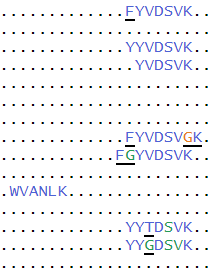 .............FYVDSVK..
......................
.............YYVDSVK..
..............YVDSVK..
......................
......................
......................
.............FYVDSVGK.
............FGYVDSVK..
......................
.WVANLK...............
......................
.............YYTDSVK..
.............YYGDSVK..
......................